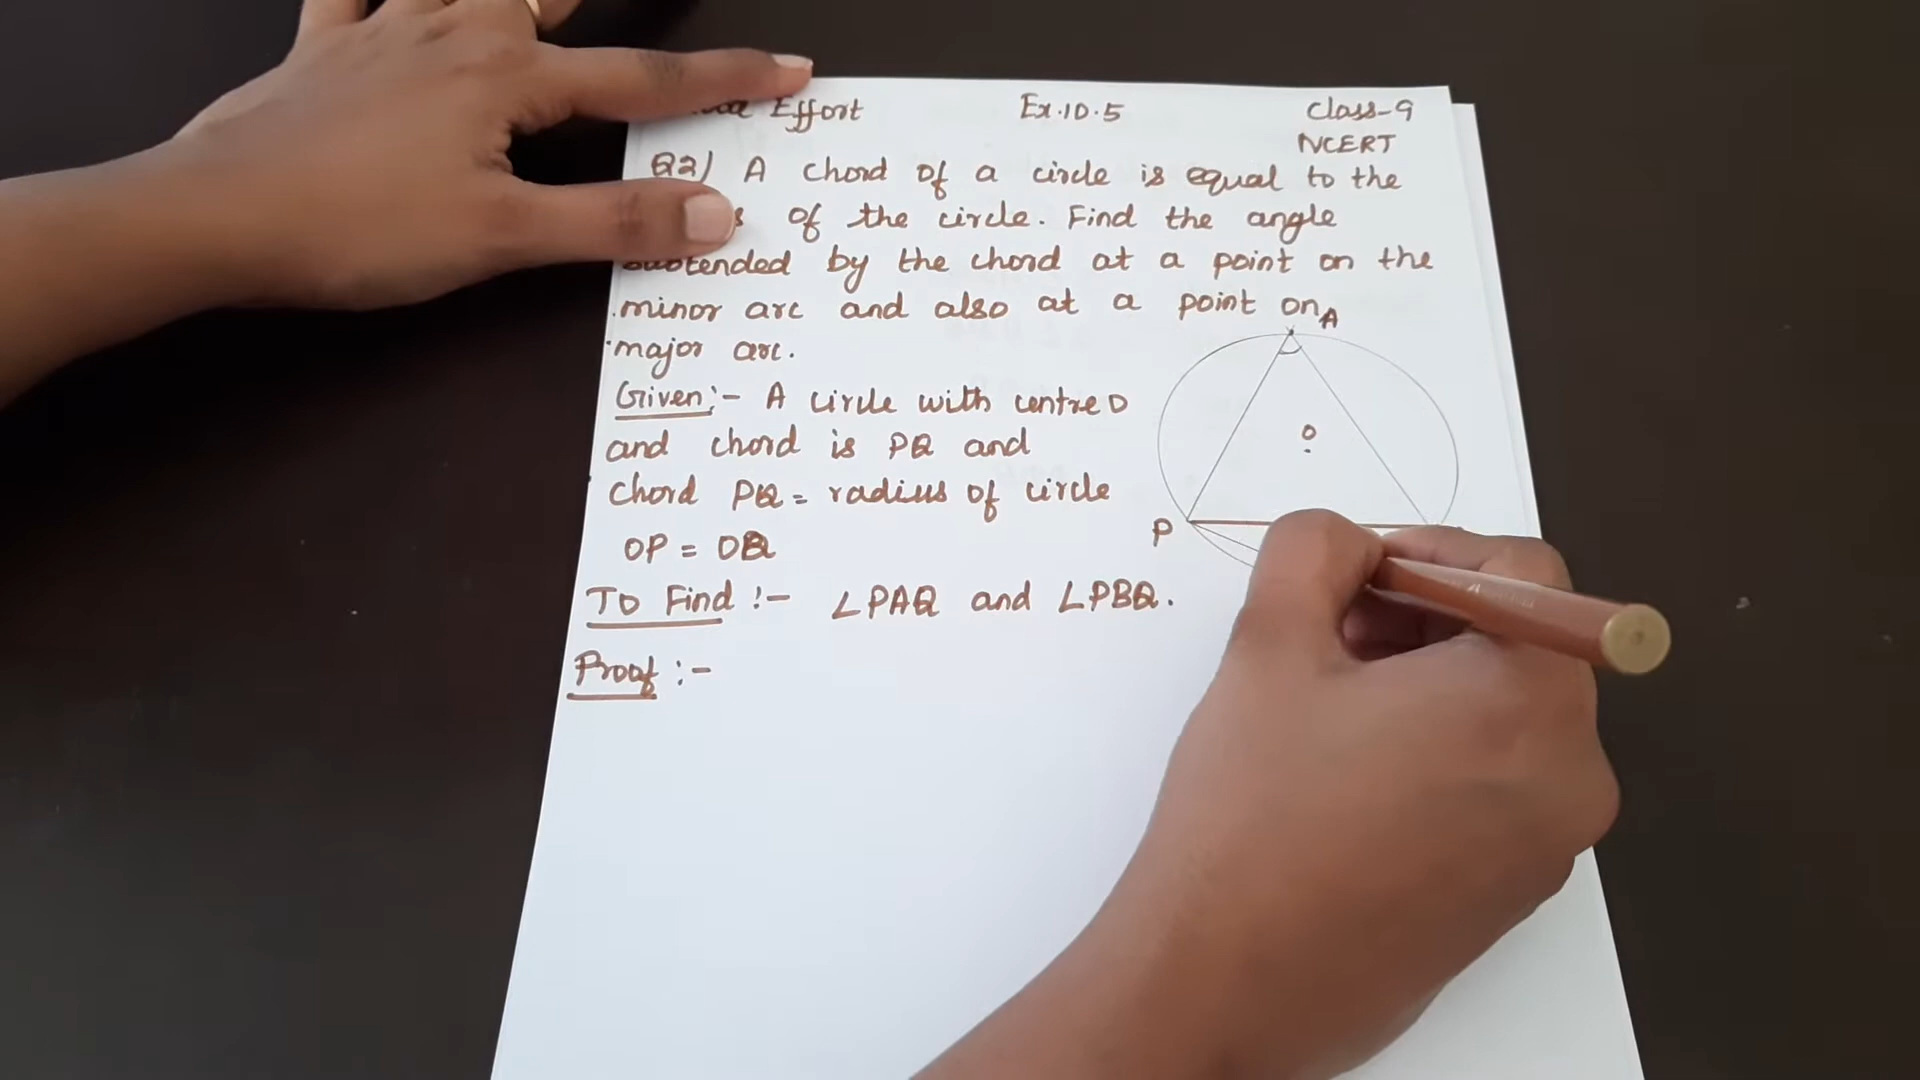 Effort Ex.10.5 Class-9
NCERT
Q2) A chord of a circle is equal to the
of the circle. Find the angle
subtended by the chord at a point on the
minor arc and also at a point on
major arc.
Given:- A circle with centre O
and chord is PQ and
Chord PQ = radius of circle
OP = OQ
To Find :- ∠PAQ and ∠PBQ.
Proof :-
A
O
P